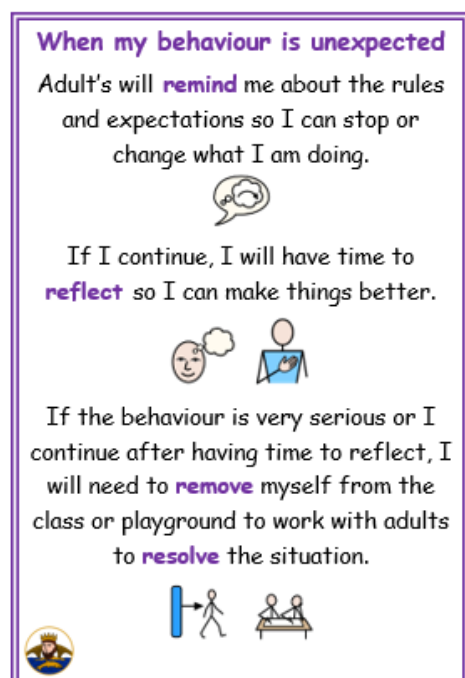 When my behaviour is unexpected
Adult's will remind me about the rules
and expectations so I can stop or
change what I am doing.
If I continue, I will have time to
reflect so I can make things better.
If the behaviour is very serious or I
continue after having time to reflect, I
will need to remove myself from the
class or playground to work with adults
to resolve the situation.